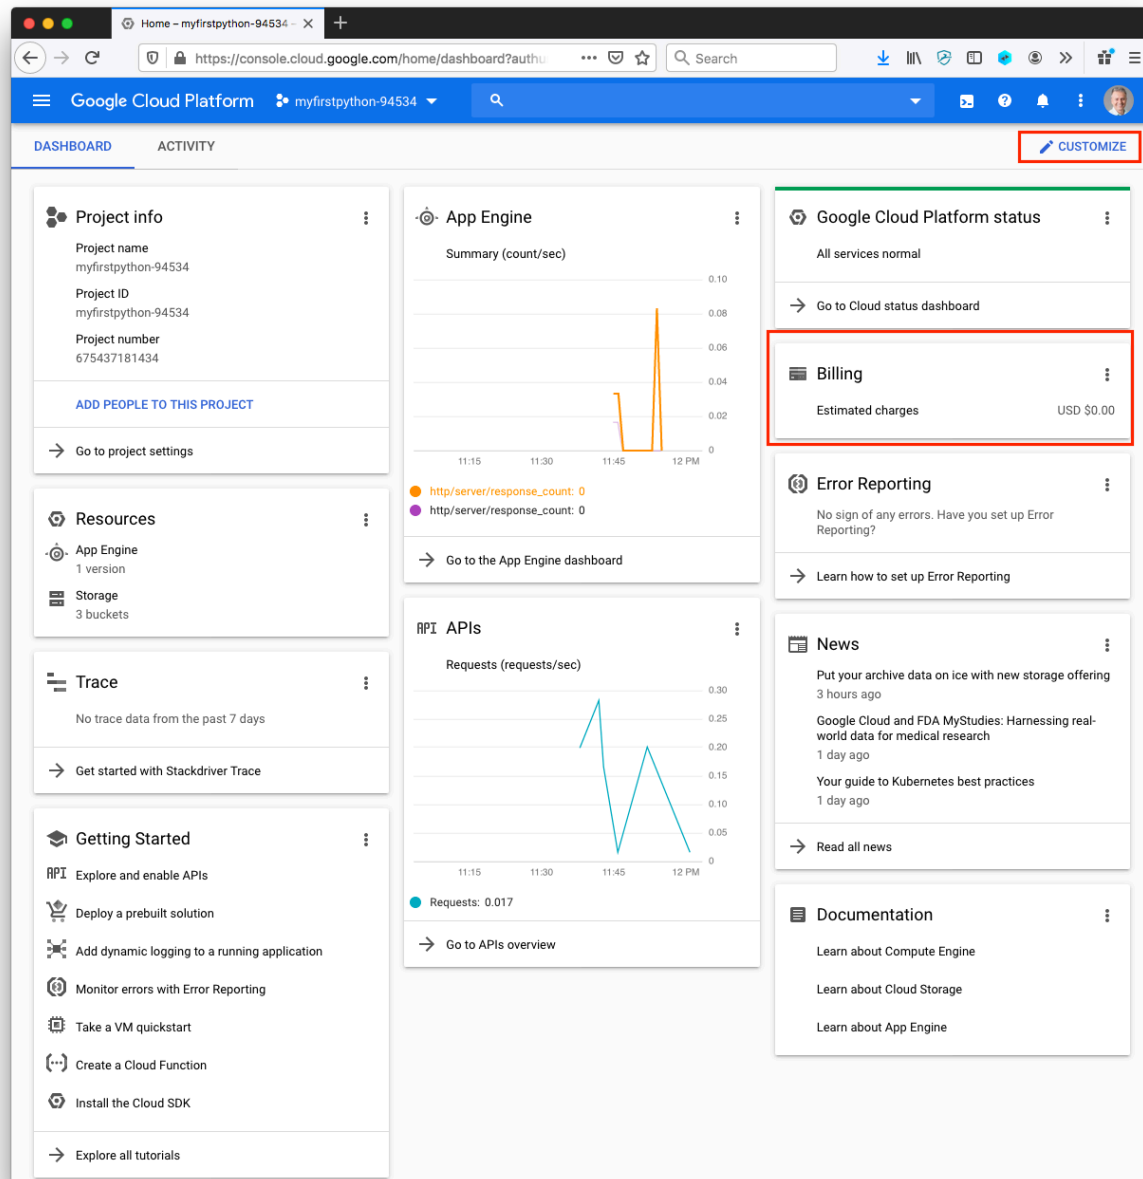 Home – myfirstpython-94534 –
https://console.cloud.google.com/home/dashboard?authu
Search
Google Cloud Platform
myfirstpython-94534
DASHBOARD
ACTIVITY
CUSTOMIZE
Project info
Project name
myfirstpython-94534
Project ID
myfirstpython-94534
Project number
675437181434
ADD PEOPLE TO THIS PROJECT
Go to project settings
Resources
App Engine
1 version
Storage
3 buckets
Trace
No trace data from the past 7 days
Get started with Stackdriver Trace
Getting Started
API
Explore and enable APIs
Deploy a prebuilt solution
Add dynamic logging to a running application
Monitor errors with Error Reporting
Take a VM quickstart
Create a Cloud Function
Install the Cloud SDK
Explore all tutorials
App Engine
Summary (count/sec)
0.10
0.08
0.06
0.04
0.02
0
11:15
11:30
11:45
12 PM
http/server/response_count: 0
http/server/response_count: 0
Go to the App Engine dashboard
API
APIs
Requests (requests/sec)
0.30
0.25
0.20
0.15
0.10
0.05
0
11:15
11:30
11:45
12 PM
Requests: 0.017
Go to APIs overview
Google Cloud Platform status
All services normal
Go to Cloud status dashboard
Billing
Estimated charges
USD $0.00
Error Reporting
No sign of any errors. Have you set up Error
Reporting?
Learn how to set up Error Reporting
News
Put your archive data on ice with new storage offering
3 hours ago
Google Cloud and FDA MyStudies: Harnessing real-
world data for medical research
1 day ago
Your guide to Kubernetes best practices
1 day ago
Read all news
Documentation
Learn about Compute Engine
Learn about Cloud Storage
Learn about App Engine